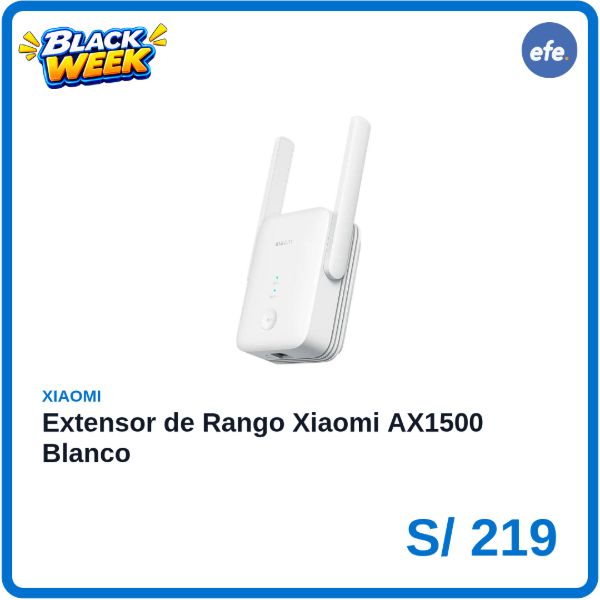 BLACK
WEEK
efe.
XIAOMI
XIAOMI
Extensor de Rango Xiaomi AX1500
Blanco
S/ 219